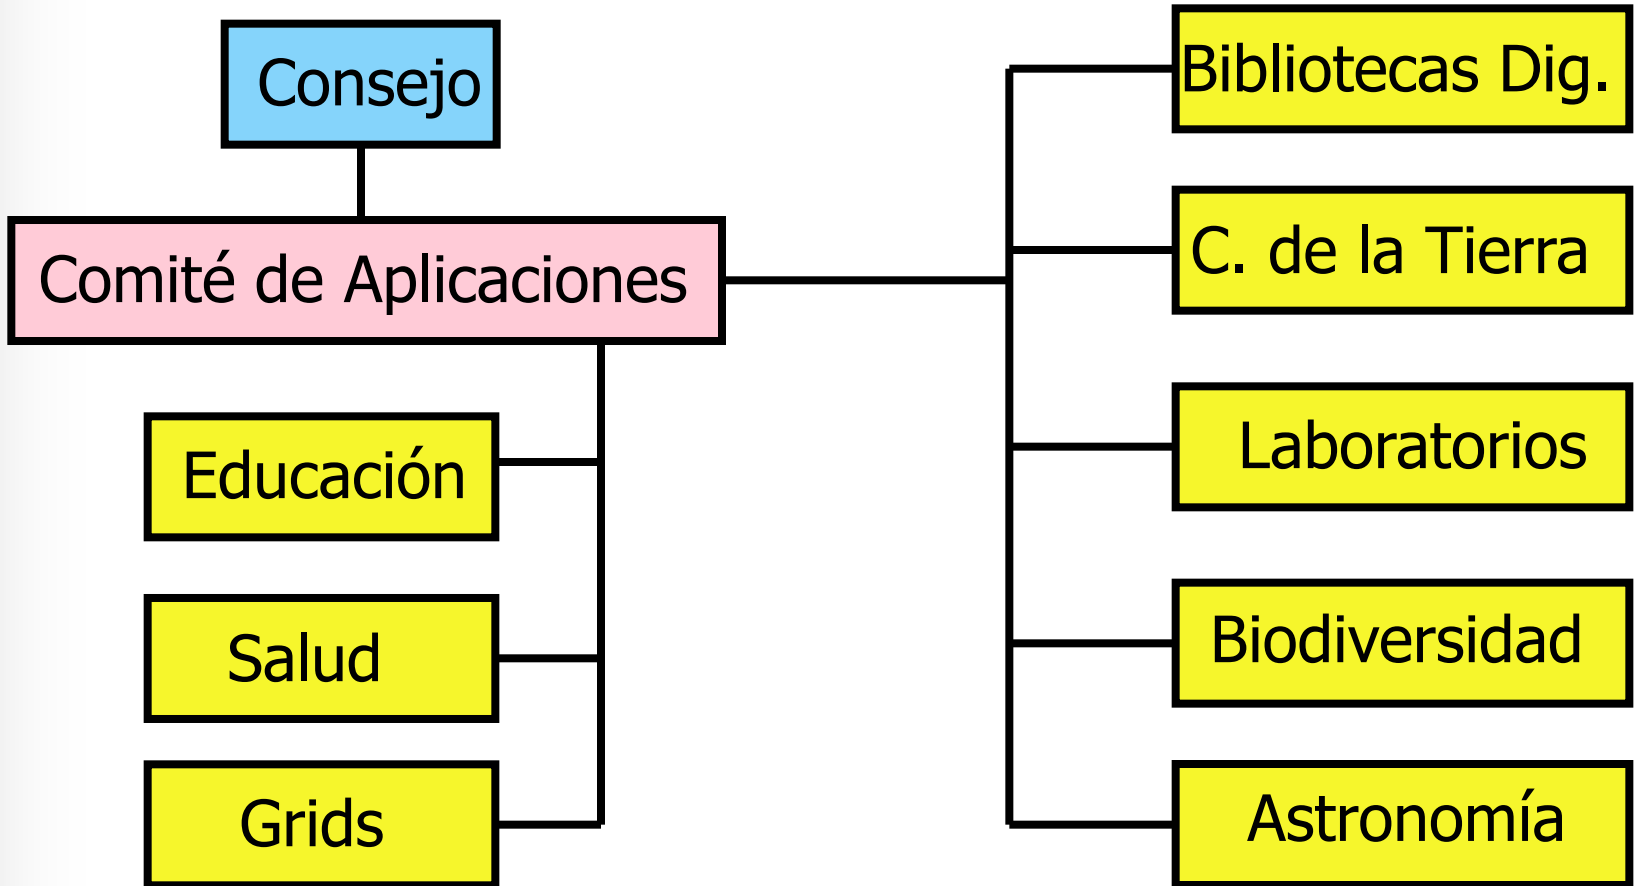 Consejo
Comité de Aplicaciones
Educación
Salud
Grids
Bibliotecas Dig.
C. de la Tierra
Laboratorios
Biodiversidad
Astronomía